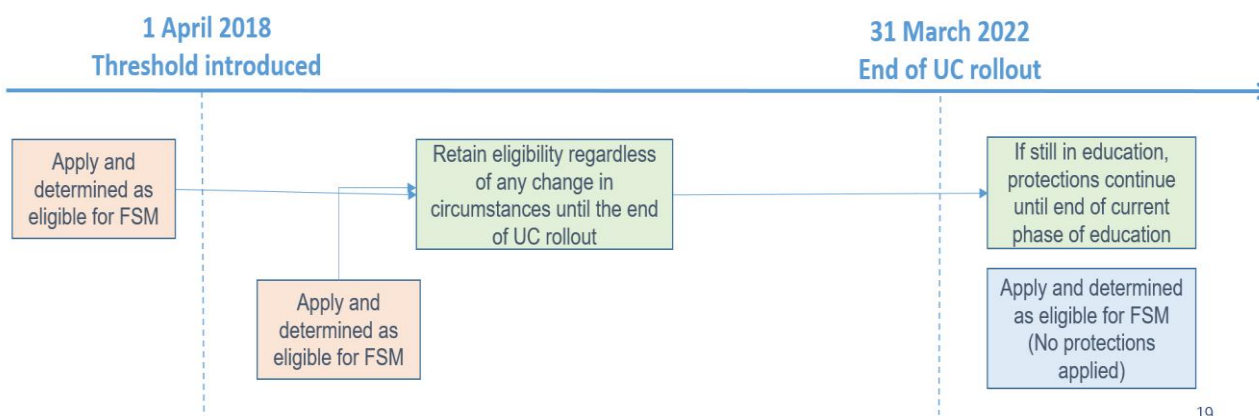 1 April 2018
Threshold introduced
31 March 2022
End of UC rollout
Apply and
determined as
eligible for FSM
Retain eligibility regardless
of any change in
circumstances until the end
of UC rollout
If still in education,
protections continue
until end of current
phase of education
Apply and
determined as
eligible for FSM
Apply and determined
as eligible for FSM
(No protections
applied)
19